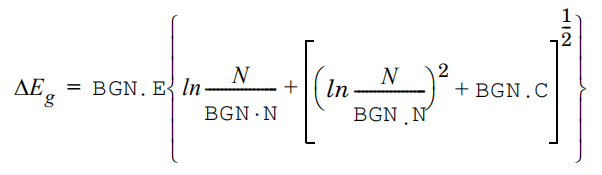 ΔE_g = BGN.E{ ln N/BGN·N + [ (ln N/BGN.N)^2 + BGN.C ]^(1/2) }